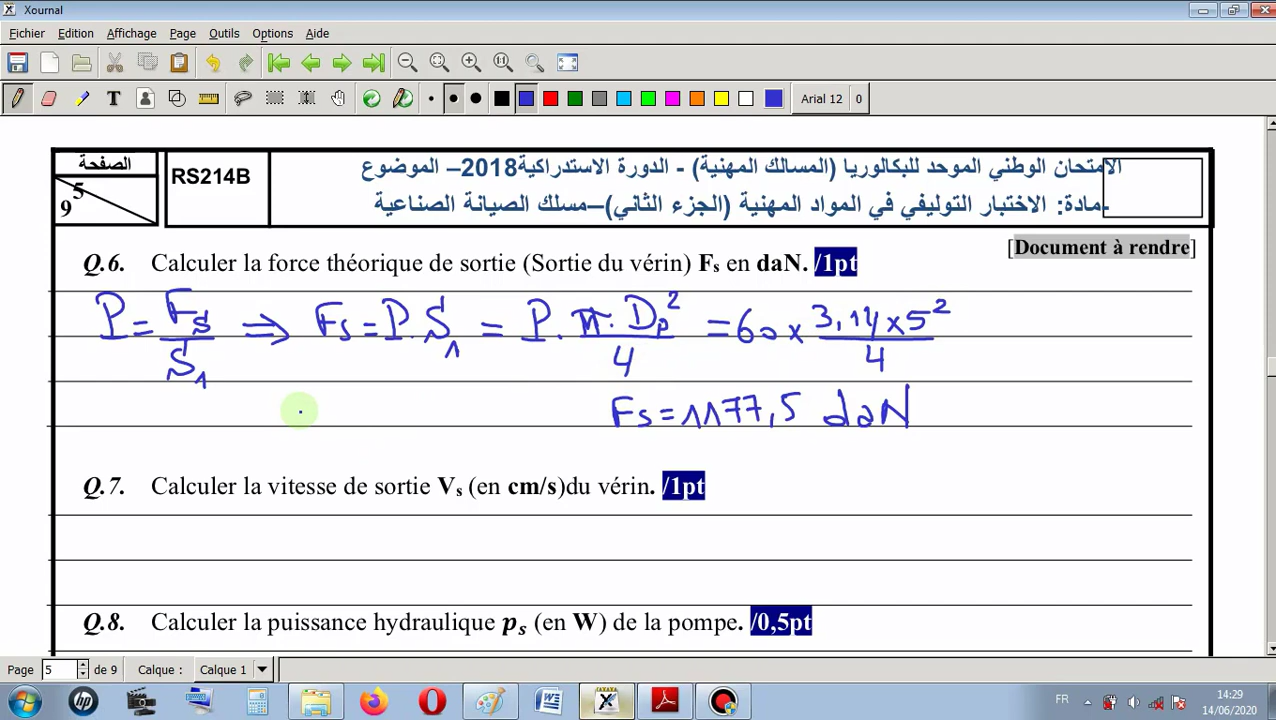 Xournal
Fichier Edition Affichage Page Outils Options Aide
Arial 12 0
الصفحة
5
9
RS214B
الامتحان الوطني الموحد للبكالوريا (المسالك المهنية) - الدورة الاستدراكية 2018– الموضوع
-مادة: الاختبار التوليفي في المواد المهنية (الجزء الثاني)–مسلك الصيانة الصناعية
[Document à rendre]
Q.6. Calculer la force théorique de sortie (Sortie du vérin) Fs en daN. /1pt
P = Fs / S1 ⇒ Fs = P . S1 = P . π . Dp² / 4 = 60 x 3,14 x 5² / 4
Fs = 1177,5 daN
Q.7. Calculer la vitesse de sortie Vs (en cm/s)du vérin. /1pt
Q.8. Calculer la puissance hydraulique ps (en W) de la pompe. /0,5pt
Page 5 de 9 Calque : Calque 1
FR 14:29
14/06/2020